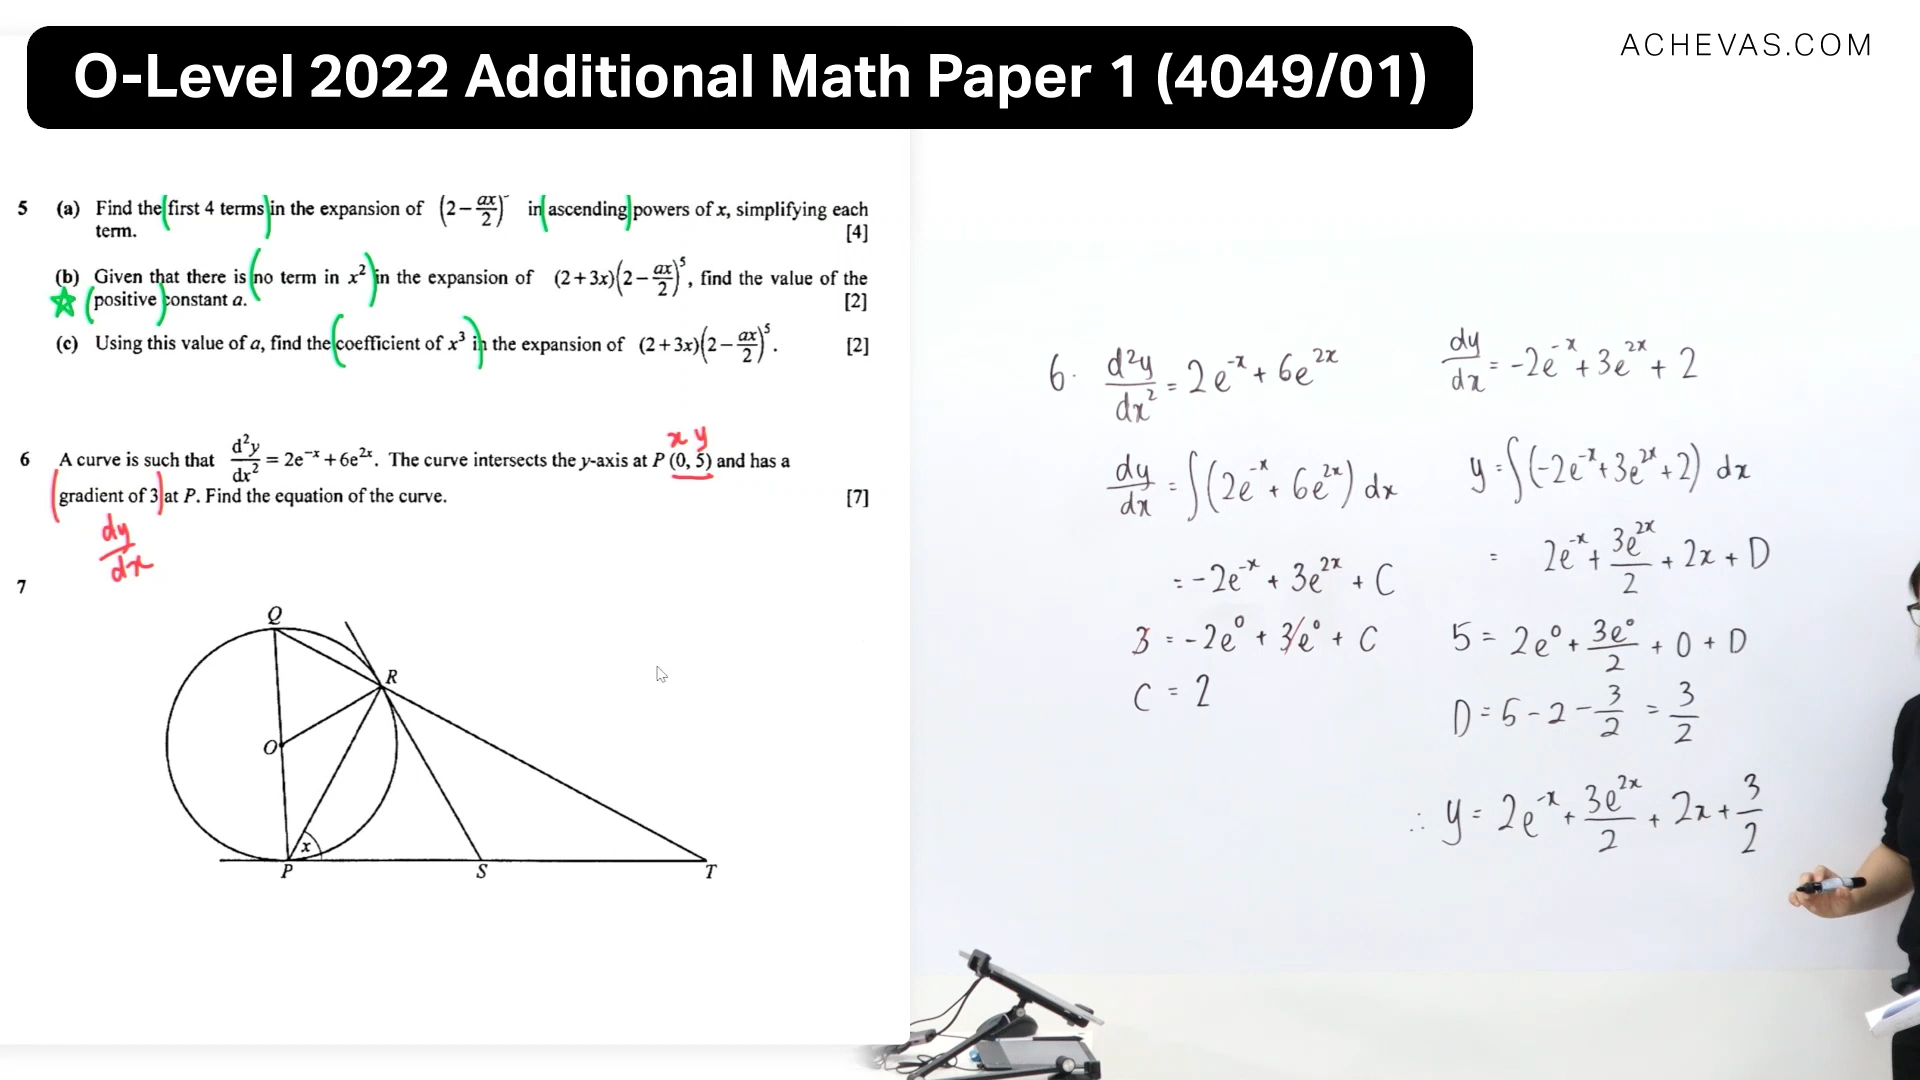 O-Level 2022 Additional Math Paper 1 (4049/01)
ACHEVAS.COM
5 (a) Find the first 4 terms in the expansion of (2 − ax/2) in ascending powers of x, simplifying each
term. [4]
(b) Given that there is no term in x² in the expansion of (2+3x)(2 − ax/2)⁵, find the value of the
positive constant a. [2]
(c) Using this value of a, find the coefficient of x³ in the expansion of (2+3x)(2 − ax/2)⁵. [2]
x y
6 A curve is such that d²y/dx² = 2e⁻ˣ + 6e²ˣ. The curve intersects the y-axis at P (0, 5) and has a
gradient of 3 at P. Find the equation of the curve. [7]
dy/dx
7
Q
R
O
x
P S T
6. d²y/dx² = 2e⁻ˣ + 6e²ˣ
dy/dx = ∫(2e⁻ˣ + 6e²ˣ) dx
= -2e⁻ˣ + 3e²ˣ + C
3 = -2e⁰ + 3e⁰ + C
C = 2
dy/dx = -2e⁻ˣ + 3e²ˣ + 2
y = ∫(-2e⁻ˣ + 3e²ˣ + 2) dx
= 2e⁻ˣ + 3e²ˣ/2 + 2x + D
5 = 2e⁰ + 3e⁰/2 + 0 + D
D = 5 - 2 - 3/2 = 3/2
∴ y = 2e⁻ˣ + 3e²ˣ/2 + 2x + 3/2